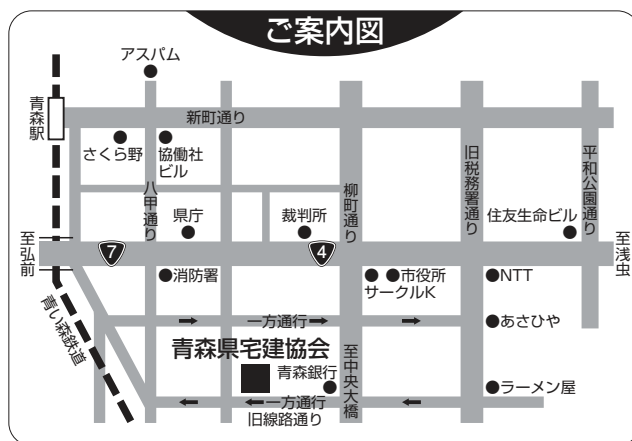 ご案内図
アスパム
青森駅
新町通り
さくら野
協働社
ビル
八甲通り
柳町通り
旧税務署通り
平和公園通り
県庁
裁判所
住友生命ビル
至弘前
7
4
至浅虫
消防署
市役所
サークルK
NTT
青い森鉄道
一方通行
あさひや
青森県宅建協会
青森銀行
至中央大橋
ラーメン屋
一方通行
旧線路通り